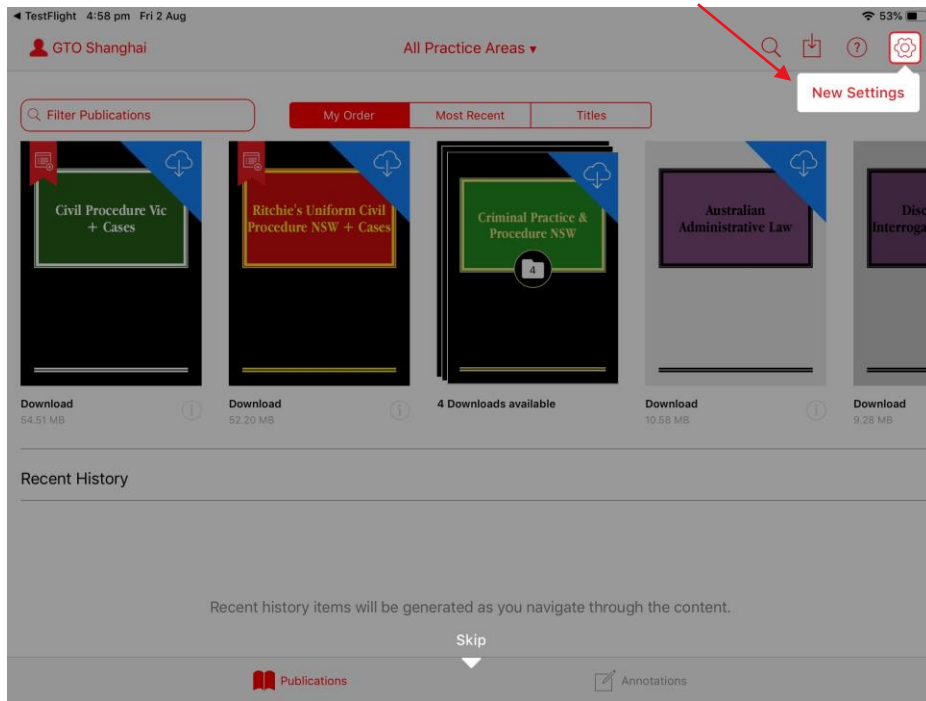 ◀ TestFlight 4:58 pm Fri 2 Aug 53%
GTO Shanghai
All Practice Areas ▾
New Settings
Filter Publications
My Order
Most Recent
Titles
Civil Procedure Vic
+ Cases
Ritchie's Uniform Civil
Procedure NSW + Cases
Criminal Practice &
Procedure NSW
4
Australian
Administrative Law
Disc
Interroga
Download
54.51 MB
Download
52.20 MB
4 Downloads available
Download
10.58 MB
Download
9.28 MB
Recent History
Recent history items will be generated as you navigate through the content.
Skip
Publications
Annotations